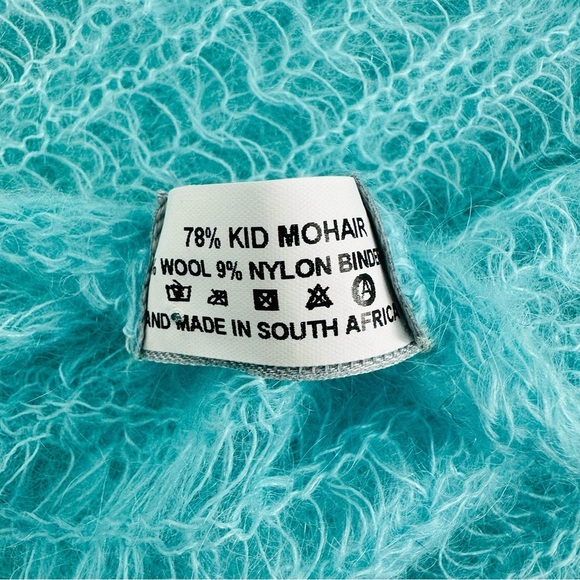 78% KID MOHAIR
% WOOL 9% NYLON BINDE
A
AND MADE IN SOUTH AFRICA